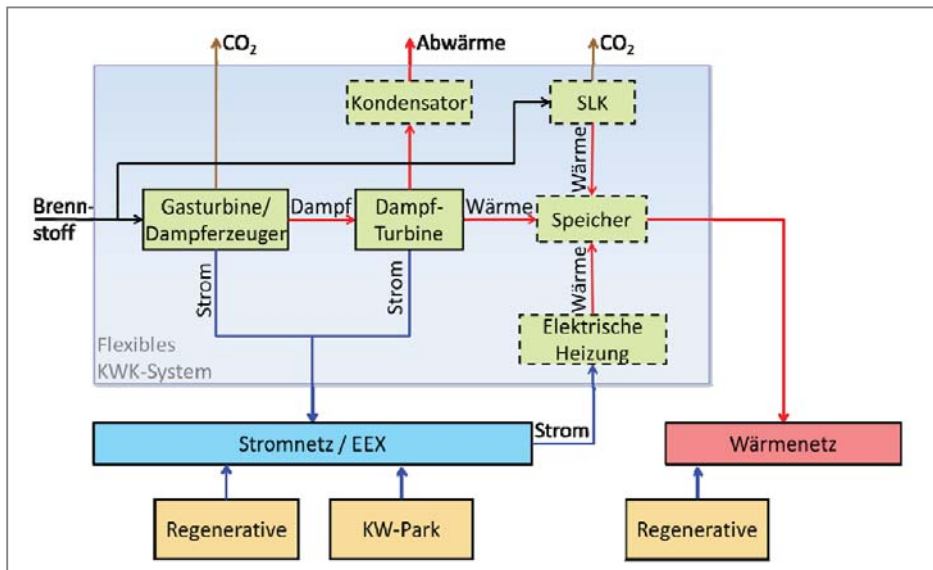 CO₂
Abwärme
CO₂
Kondensator
SLK
Wärme
Brenn-
stoff
Gasturbine/
Dampferzeuger
Dampf
Dampf-
Turbine
Wärme
Speicher
Strom
Strom
Wärme
Elektrische
Heizung
Flexibles
KWK-System
Stromnetz / EEX
Strom
Wärmenetz
Regenerative
KW-Park
Regenerative